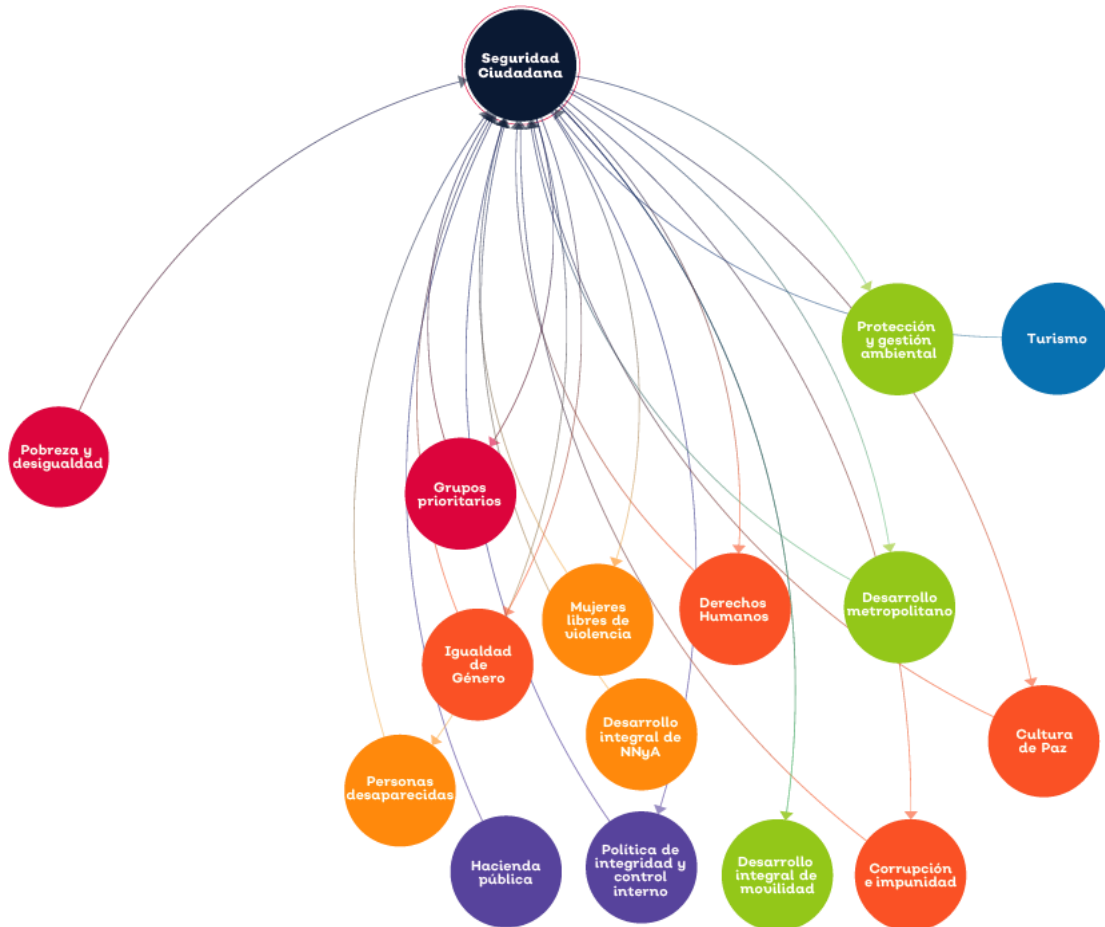 Seguridad
Ciudadana
Protección
y gestión
ambiental
Turismo
Pobreza y
desigualdad
Grupos
prioritarios
Mujeres
libres de
violencia
Derechos
Humanos
Desarrollo
metropolitano
Igualdad
de
Género
Desarrollo
integral de
NNyA
Cultura
de Paz
Personas
desaparecidas
Hacienda
pública
Política de
integridad y
control
interno
Desarrollo
integral de
movilidad
Corrupción
e impunidad